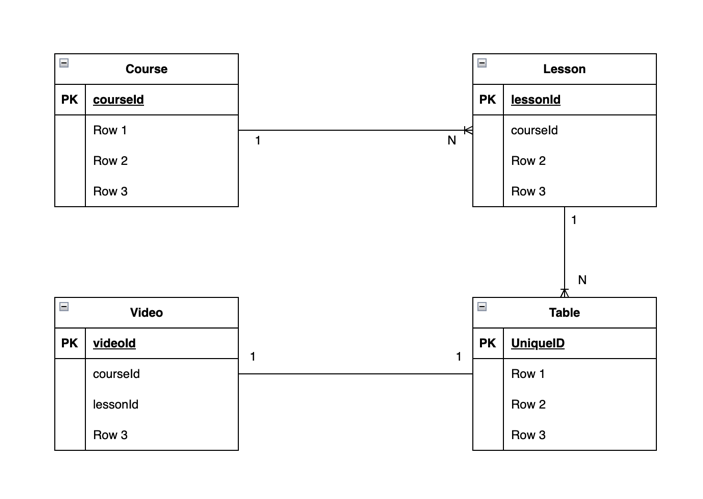 Course
PK courseId
Row 1
Row 2
Row 3
1
N
Lesson
PK lessonId
courseId
Row 2
Row 3
1
N
Video
PK videoId
courseId
lessonId
Row 3
1
1
Table
PK UniqueID
Row 1
Row 2
Row 3